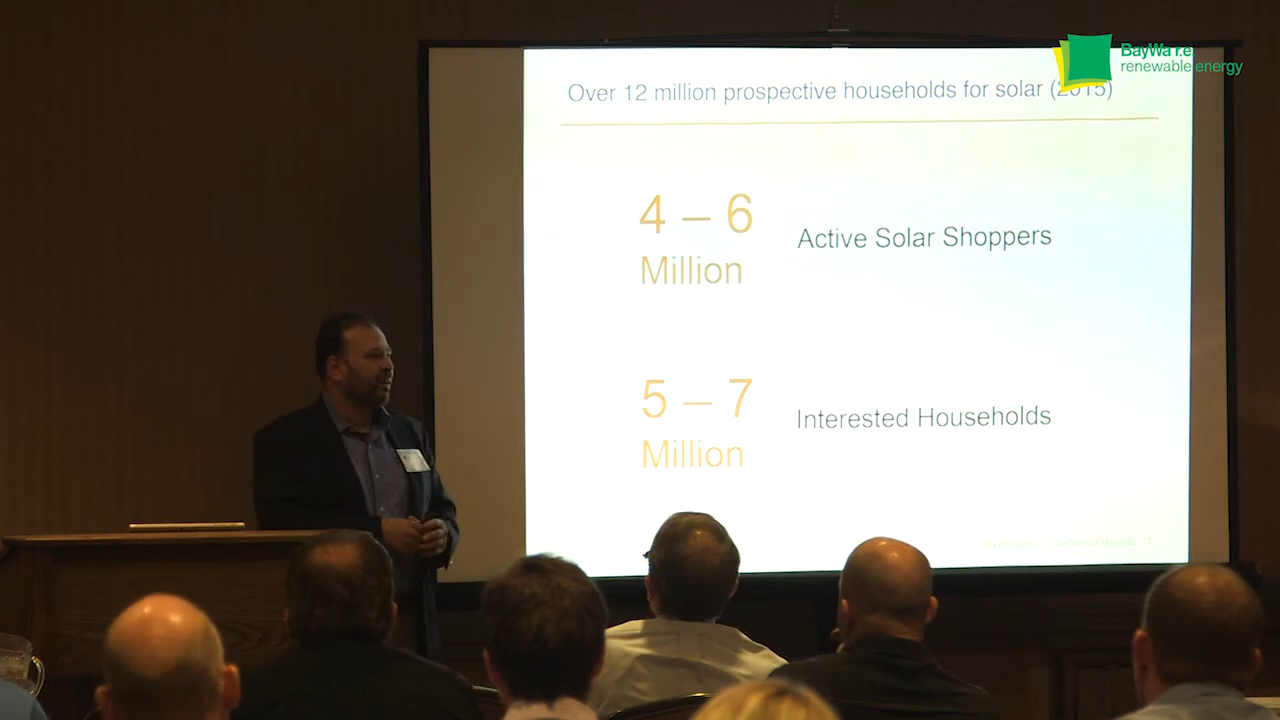 BayWa r.e.
renewable energy
Over 12 million prospective households for solar (2015)
4 – 6
Million
Active Solar Shoppers
5 – 7
Million
Interested Households